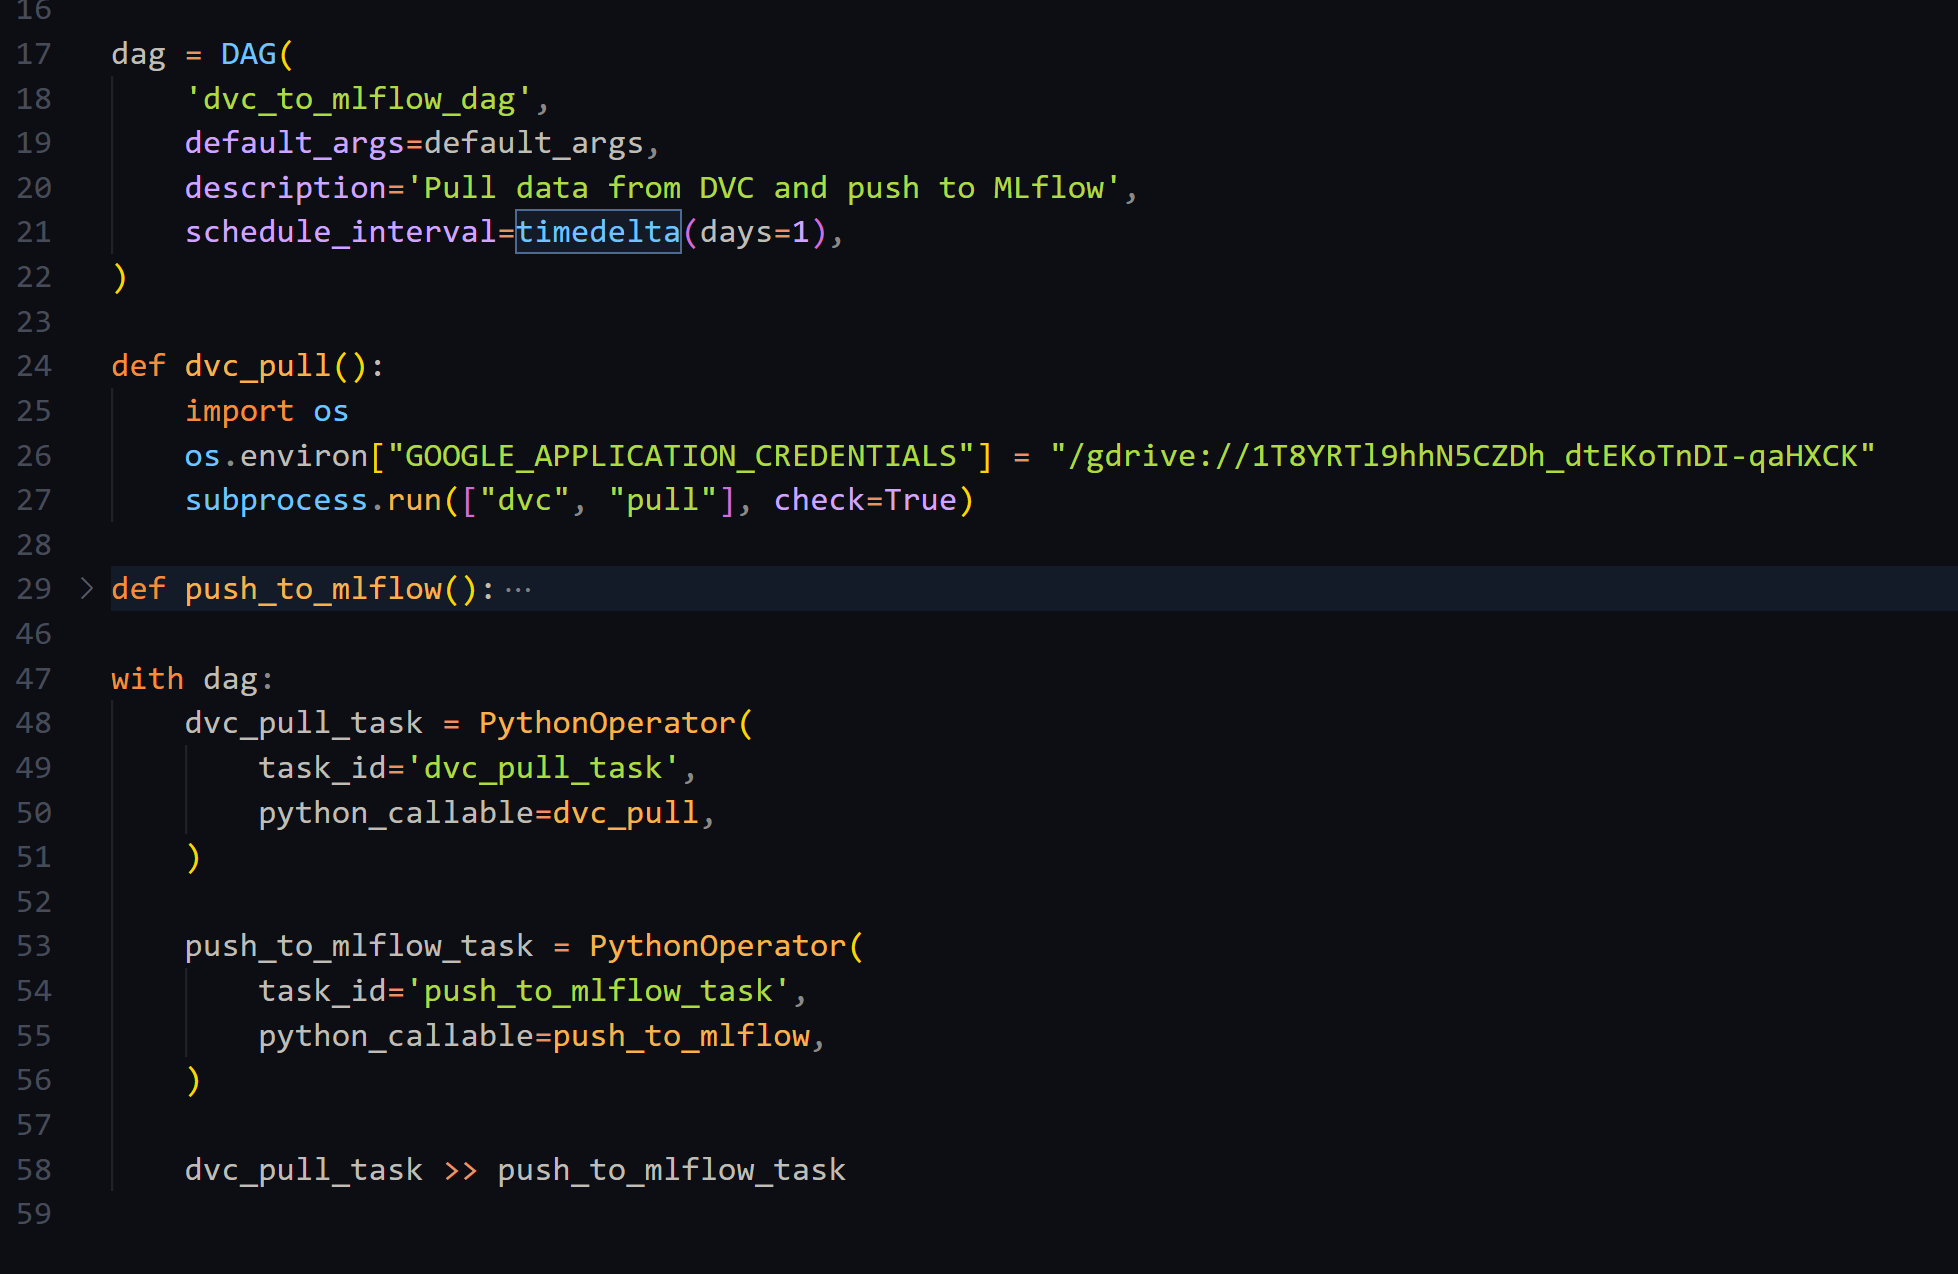 16
17 dag = DAG(
18     'dvc_to_mlflow_dag',
19     default_args=default_args,
20     description='Pull data from DVC and push to MLflow',
21     schedule_interval=timedelta(days=1),
22 )
23
24 def dvc_pull():
25     import os
26     os.environ["GOOGLE_APPLICATION_CREDENTIALS"] = "/gdrive://1T8YRTl9hhN5CZDh_dtEKoTnDI-qaHXCK"
27     subprocess.run(["dvc", "pull"], check=True)
28
29 > def push_to_mlflow(): ···
46
47 with dag:
48     dvc_pull_task = PythonOperator(
49         task_id='dvc_pull_task',
50         python_callable=dvc_pull,
51     )
52
53     push_to_mlflow_task = PythonOperator(
54         task_id='push_to_mlflow_task',
55         python_callable=push_to_mlflow,
56     )
57
58     dvc_pull_task >> push_to_mlflow_task
59